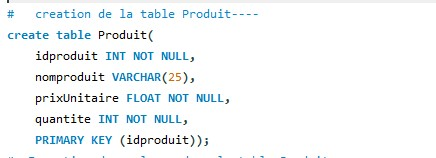 #   creation de la table Produit----
create table Produit(
    idproduit INT NOT NULL,
    nomproduit VARCHAR(25),
    prixUnitaire FLOAT NOT NULL,
    quantite INT NOT NULL,
    PRIMARY KEY (idproduit));